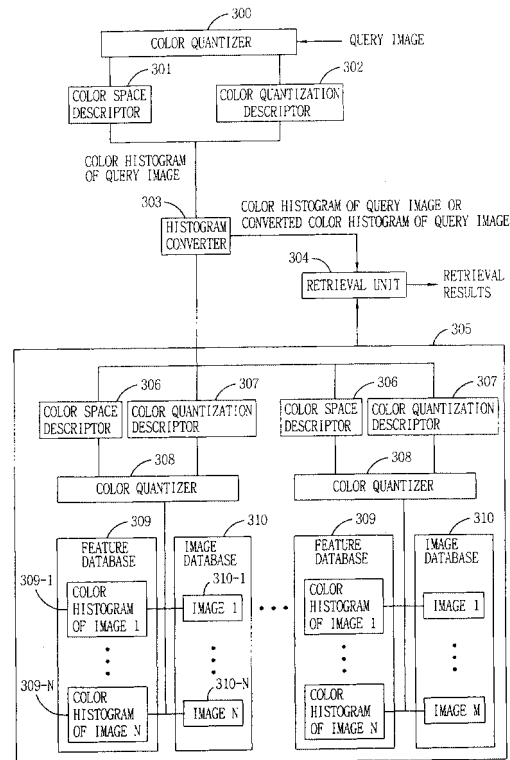 300
COLOR QUANTIZER
QUERY IMAGE
301
302
COLOR SPACE
DESCRIPTOR
COLOR QUANTIZATION
DESCRIPTOR
COLOR HISTOGRAM
OF QUERY IMAGE
303
HISTOGRAM
CONVERTER
COLOR HISTOGRAM OF QUERY IMAGE OR
CONVERTED COLOR HISTOGRAM OF QUERY IMAGE
304
RETRIEVAL UNIT
RETRIEVAL
RESULTS
305
306
307
306
307
COLOR SPACE
DESCRIPTOR
COLOR QUANTIZATION
DESCRIPTOR
COLOR SPACE
DESCRIPTOR
COLOR QUANTIZATION
DESCRIPTOR
308
308
COLOR QUANTIZER
COLOR QUANTIZER
309
310
309
310
FEATURE
DATABASE
IMAGE
DATABASE
FEATURE
DATABASE
IMAGE
DATABASE
309-1
COLOR
HISTOGRAM
OF IMAGE 1
310-1
IMAGE 1
COLOR
HISTOGRAM
OF IMAGE 1
IMAGE 1
309-N
COLOR
HISTOGRAM
OF IMAGE N
310-N
IMAGE N
COLOR
HISTOGRAM
OF IMAGE N
IMAGE M